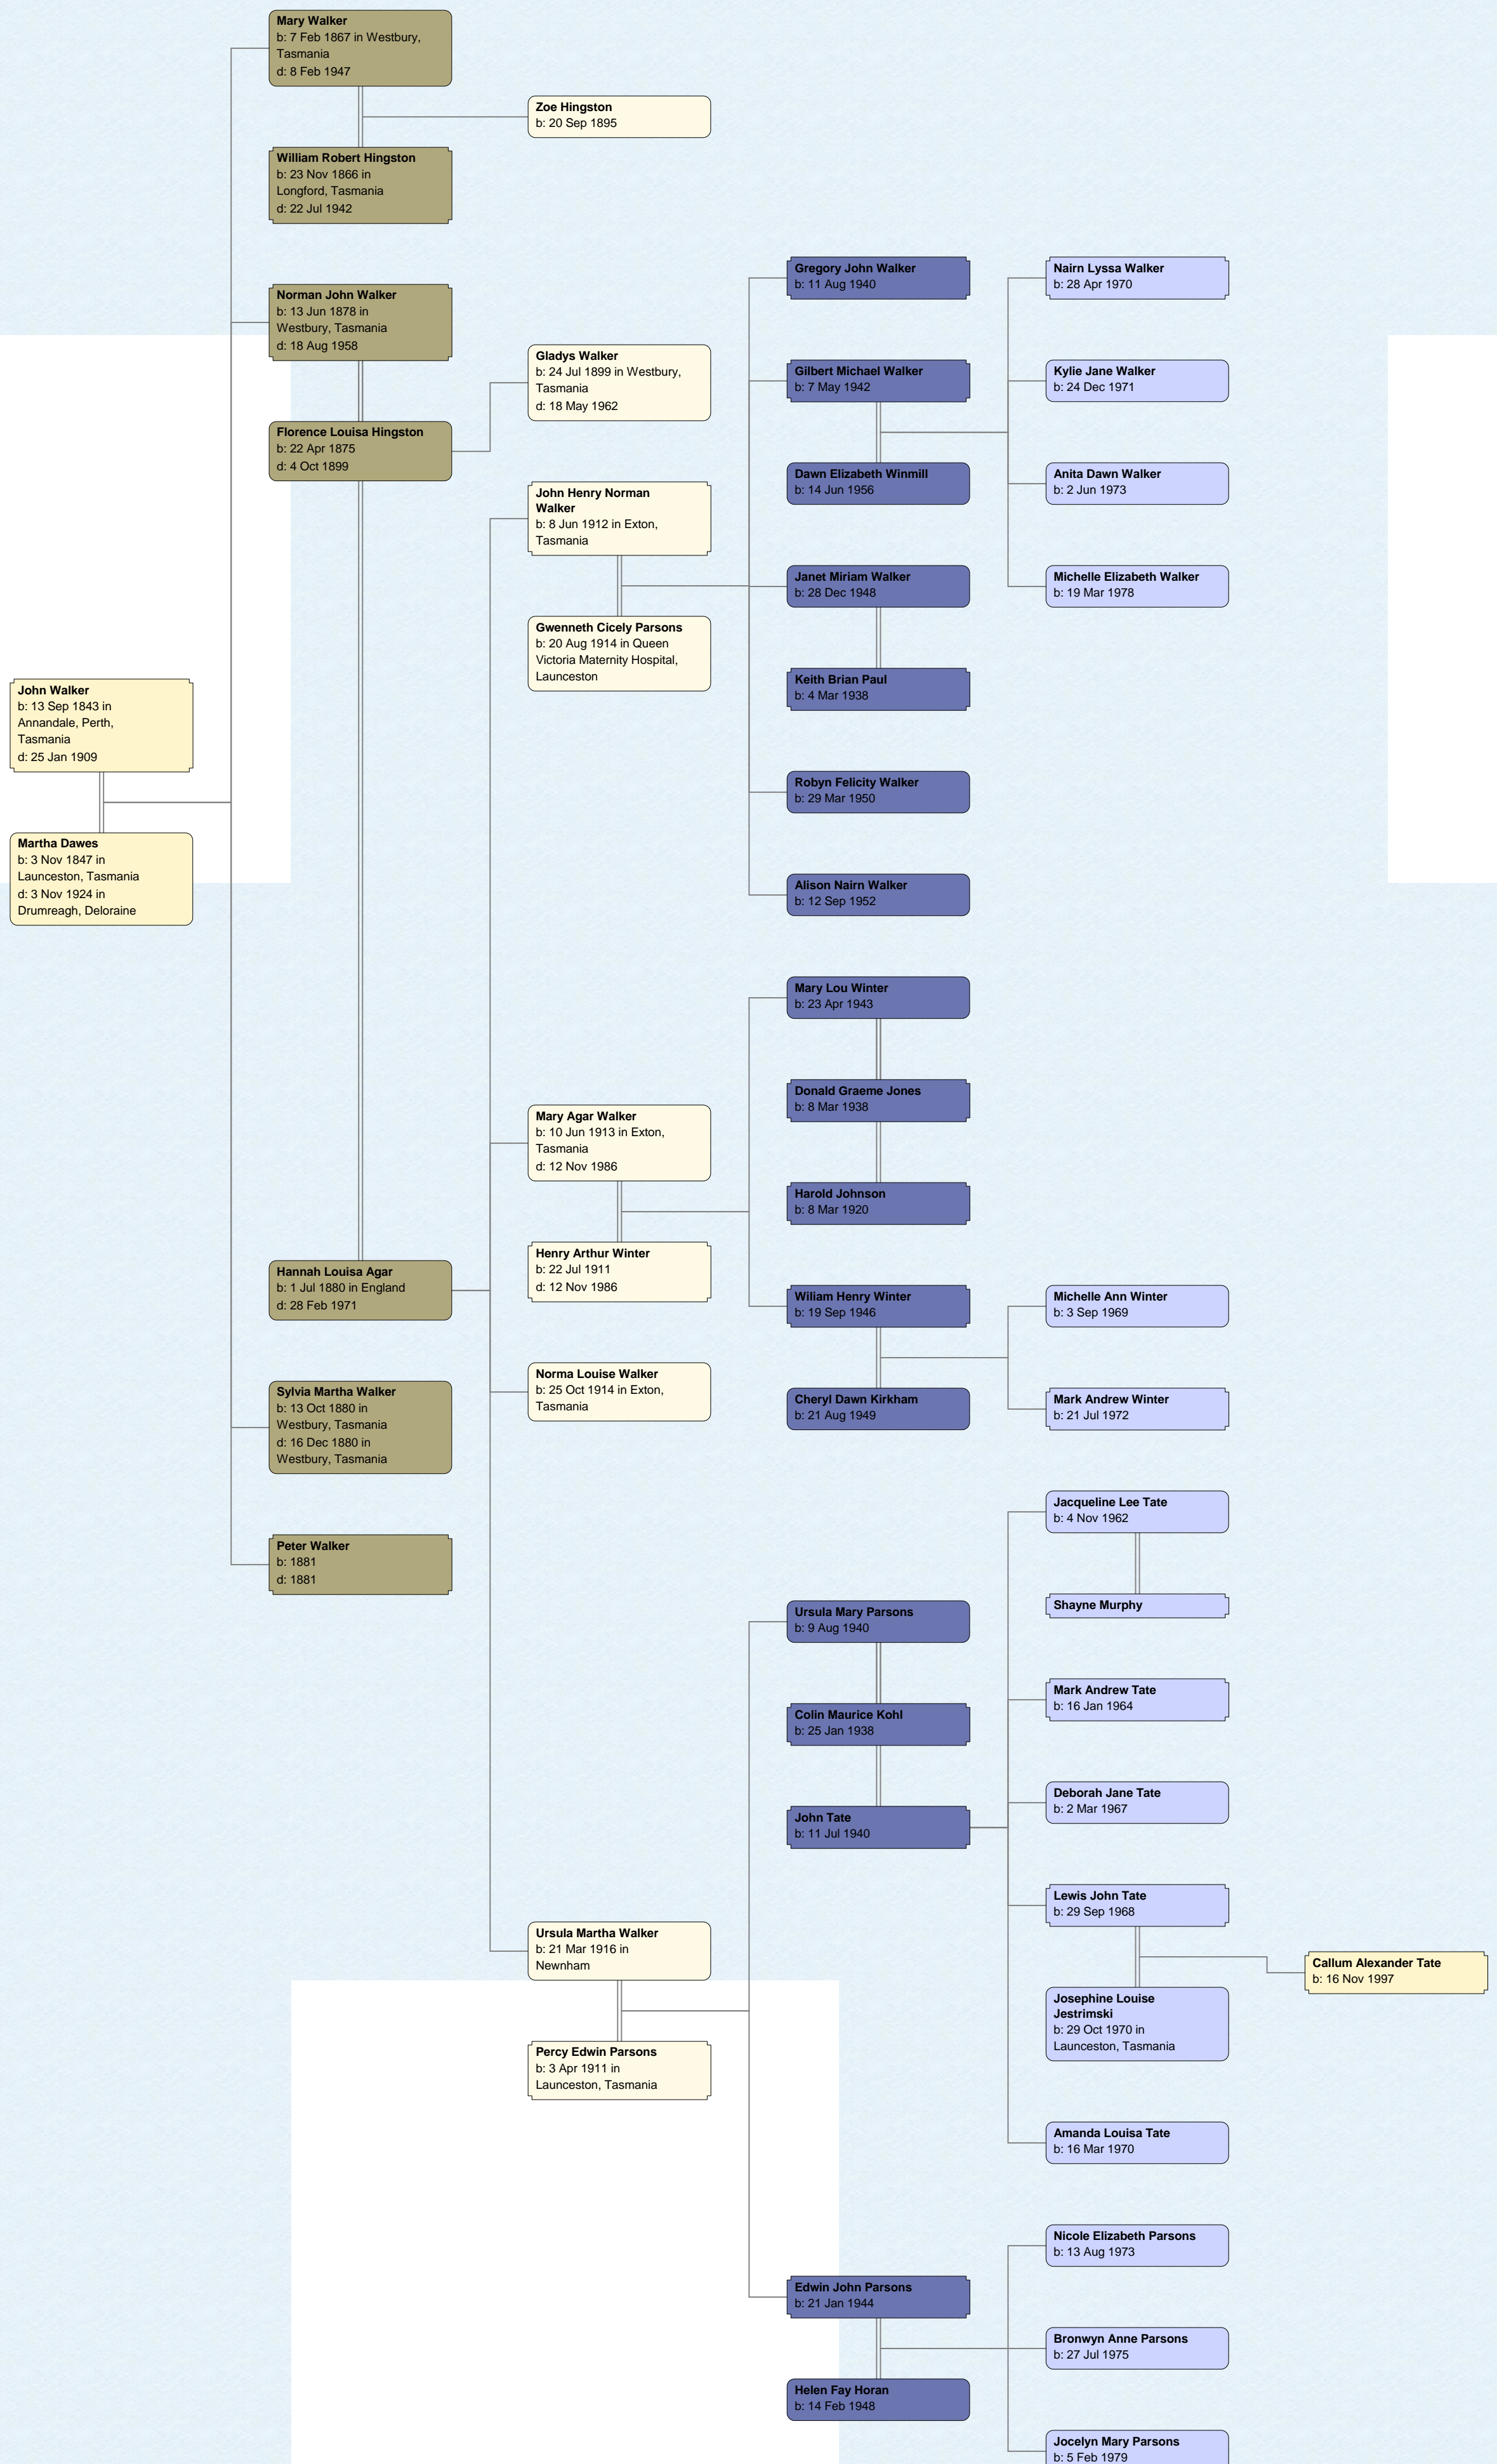 Mary Walker
b: 7 Feb 1867 in Westbury,
Tasmania
d: 8 Feb 1947
Zoe Hingston
b: 20 Sep 1895
William Robert Hingston
b: 23 Nov 1866 in
Longford, Tasmania
d: 22 Jul 1942
Norman John Walker
b: 13 Jun 1878 in
Westbury, Tasmania
d: 18 Aug 1958
Florence Louisa Hingston
b: 22 Apr 1875
d: 4 Oct 1899
Gladys Walker
b: 24 Jul 1899 in Westbury,
Tasmania
d: 18 May 1962
John Henry Norman
Walker
b: 8 Jun 1912 in Exton,
Tasmania
Gwenneth Cicely Parsons
b: 20 Aug 1914 in Queen
Victoria Maternity Hospital,
Launceston
Gregory John Walker
b: 11 Aug 1940
Gilbert Michael Walker
b: 7 May 1942
Dawn Elizabeth Winmill
b: 14 Jun 1956
Janet Miriam Walker
b: 28 Dec 1948
Keith Brian Paul
b: 4 Mar 1938
Robyn Felicity Walker
b: 29 Mar 1950
Alison Nairn Walker
b: 12 Sep 1952
Nairn Lyssa Walker
b: 28 Apr 1970
Kylie Jane Walker
b: 24 Dec 1971
Anita Dawn Walker
b: 2 Jun 1973
Michelle Elizabeth Walker
b: 19 Mar 1978
John Walker
b: 13 Sep 1843 in
Annandale, Perth,
Tasmania
d: 25 Jan 1909
Martha Dawes
b: 3 Nov 1847 in
Launceston, Tasmania
d: 3 Nov 1924 in
Drumreagh, Deloraine
Mary Lou Winter
b: 23 Apr 1943
Donald Graeme Jones
b: 8 Mar 1938
Harold Johnson
b: 8 Mar 1920
Mary Agar Walker
b: 10 Jun 1913 in Exton,
Tasmania
d: 12 Nov 1986
Henry Arthur Winter
b: 22 Jul 1911
d: 12 Nov 1986
Hannah Louisa Agar
b: 1 Jul 1880 in England
d: 28 Feb 1971
Wiliam Henry Winter
b: 19 Sep 1946
Cheryl Dawn Kirkham
b: 21 Aug 1949
Michelle Ann Winter
b: 3 Sep 1969
Mark Andrew Winter
b: 21 Jul 1972
Norma Louise Walker
b: 25 Oct 1914 in Exton,
Tasmania
Sylvia Martha Walker
b: 13 Oct 1880 in
Westbury, Tasmania
d: 16 Dec 1880 in
Westbury, Tasmania
Peter Walker
b: 1881
d: 1881
Jacqueline Lee Tate
b: 4 Nov 1962
Shayne Murphy
Ursula Mary Parsons
b: 9 Aug 1940
Colin Maurice Kohl
b: 25 Jan 1938
John Tate
b: 11 Jul 1940
Mark Andrew Tate
b: 16 Jan 1964
Deborah Jane Tate
b: 2 Mar 1967
Lewis John Tate
b: 29 Sep 1968
Callum Alexander Tate
b: 16 Nov 1997
Josephine Louise
Jestrimski
b: 29 Oct 1970 in
Launceston, Tasmania
Ursula Martha Walker
b: 21 Mar 1916 in
Newnham
Percy Edwin Parsons
b: 3 Apr 1911 in
Launceston, Tasmania
Amanda Louisa Tate
b: 16 Mar 1970
Nicole Elizabeth Parsons
b: 13 Aug 1973
Edwin John Parsons
b: 21 Jan 1944
Bronwyn Anne Parsons
b: 27 Jul 1975
Helen Fay Horan
b: 14 Feb 1948
Jocelyn Mary Parsons
b: 5 Feb 1979